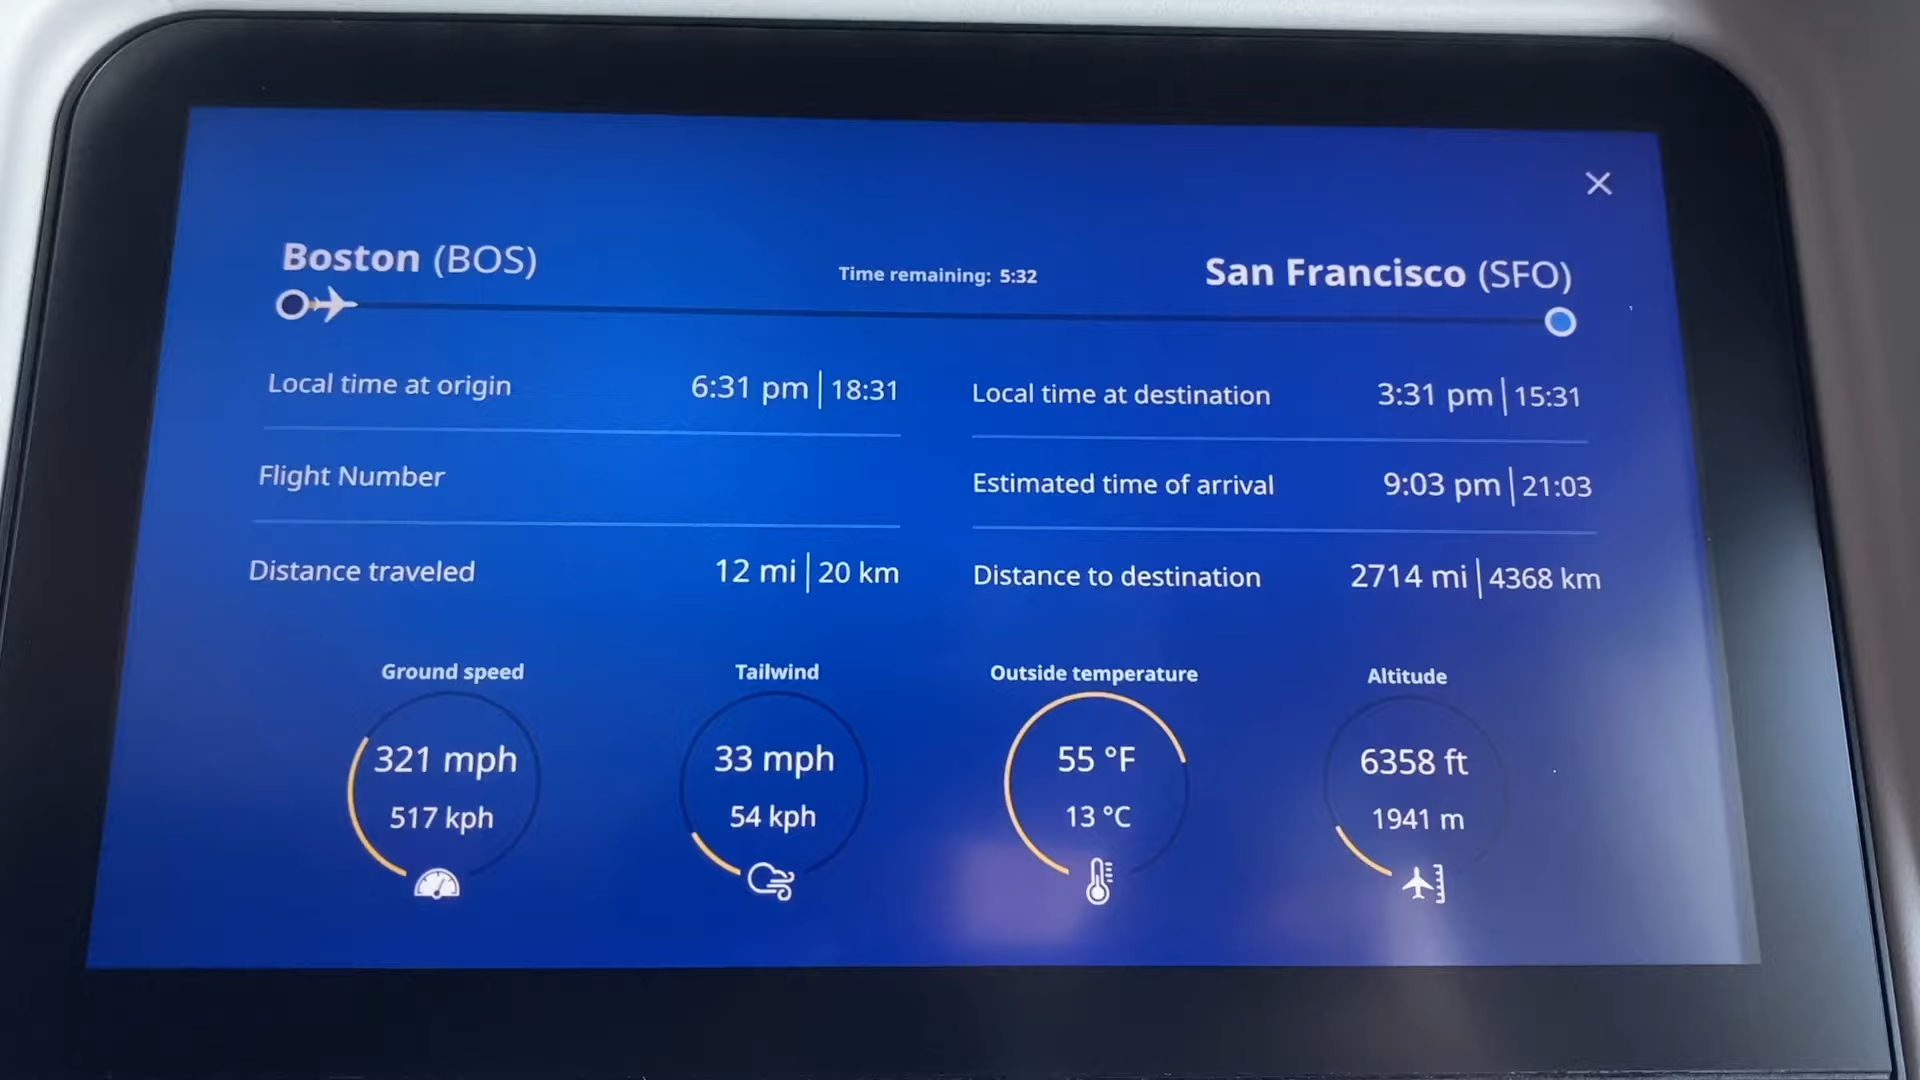 Boston (BOS)
Time remaining: 5:32
San Francisco (SFO)
Local time at origin 6:31 pm | 18:31
Local time at destination 3:31 pm | 15:31
Flight Number
Estimated time of arrival 9:03 pm | 21:03
Distance traveled 12 mi | 20 km
Distance to destination 2714 mi | 4368 km
Ground speed
321 mph
517 kph
Tailwind
33 mph
54 kph
Outside temperature
55 °F
13 °C
Altitude
6358 ft
1941 m